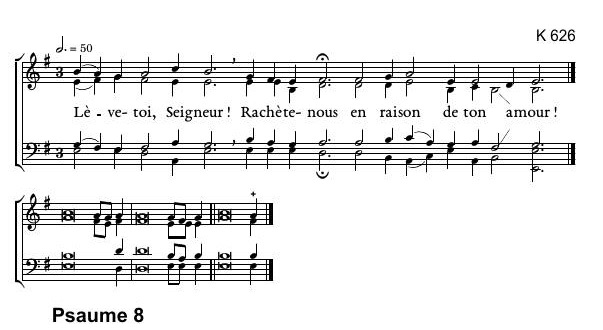 K 626
𝅗𝅥. = 50
Lè - ve- toi, Seigneur ! Rachète- nous en raison de ton amour !
Psaume 8